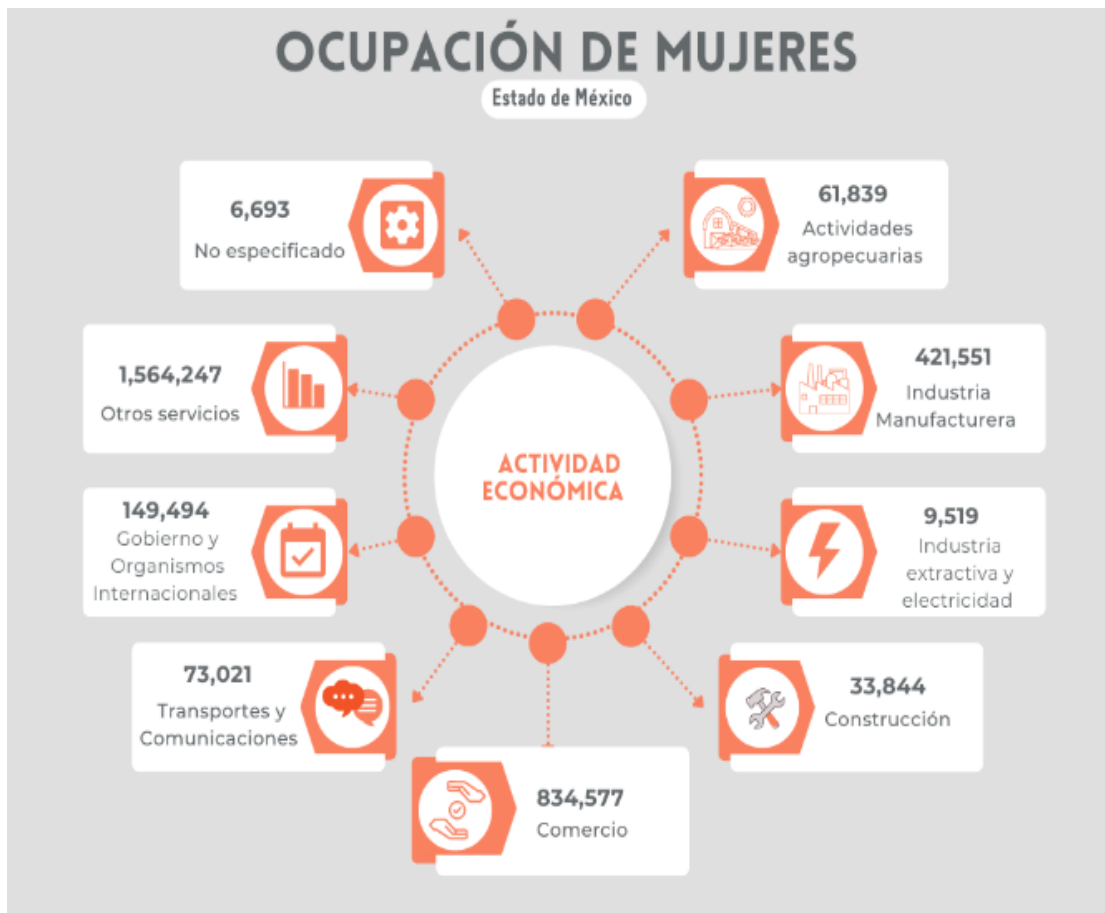 OCUPACIÓN DE MUJERES
Estado de México
6,693
No especificado
61,839
Actividades
agropecuarias
1,564,247
Otros servicios
421,551
Industria
Manufacturera
ACTIVIDAD
ECONÓMICA
149,494
Gobierno y
Organismos
Internacionales
9,519
Industria
extractiva y
electricidad
73,021
Transportes y
Comunicaciones
33,844
Construcción
834,577
Comercio